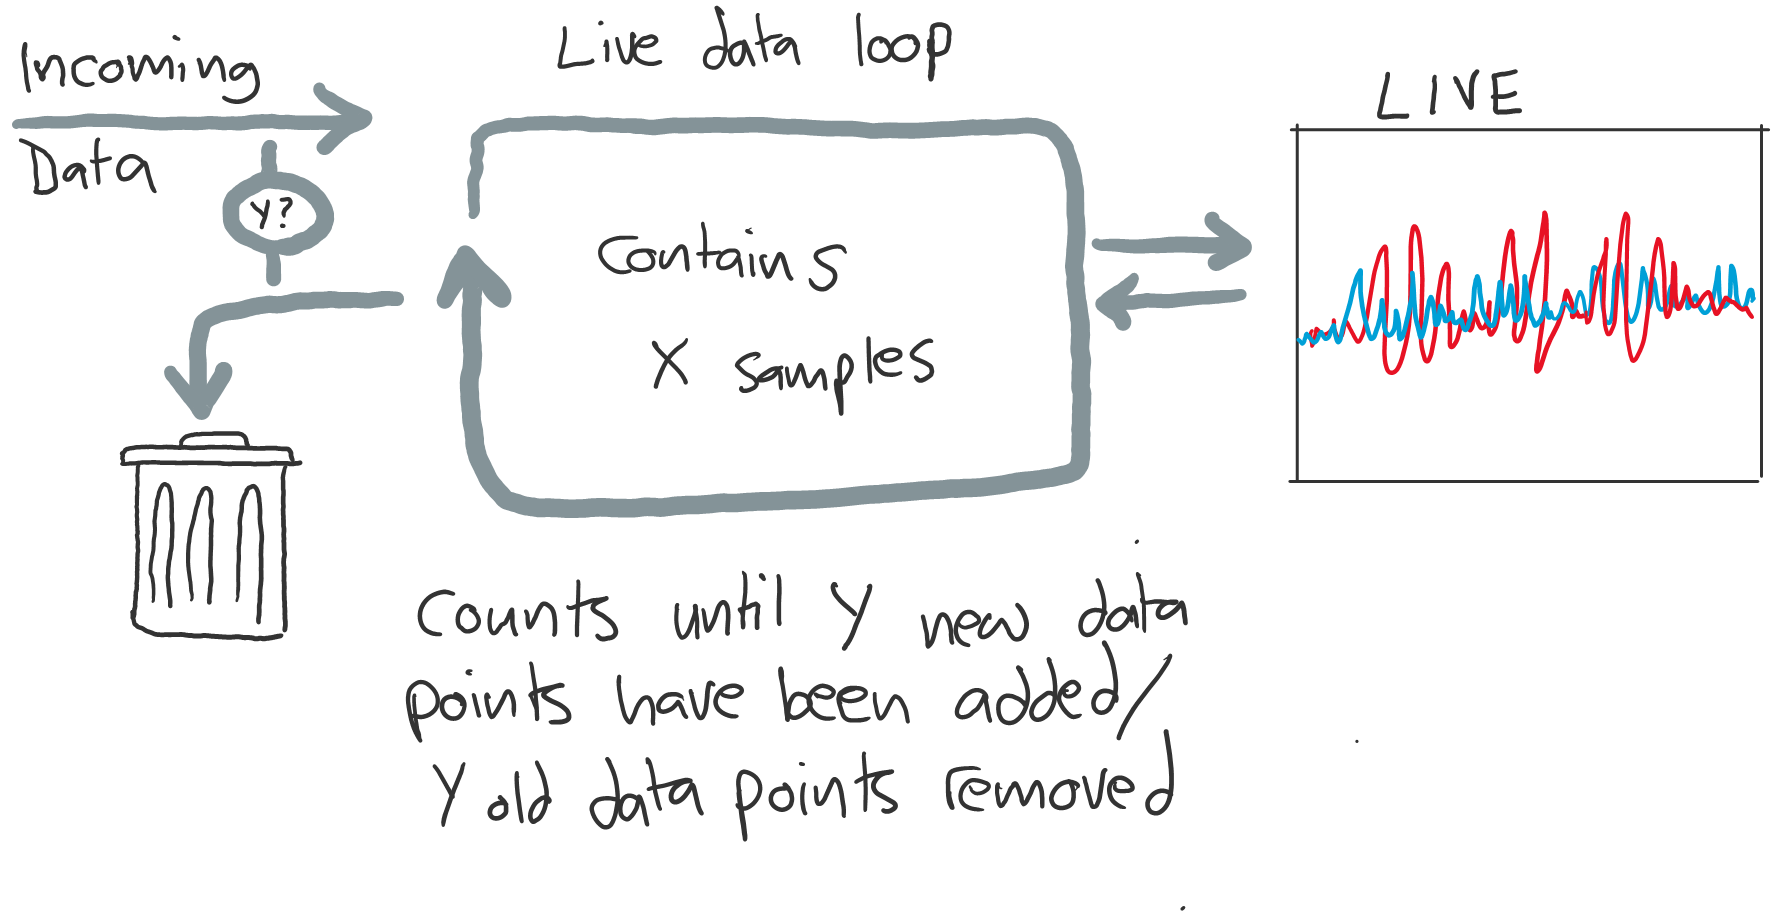 Incoming
Data
Y?
Live data loop
Contains
X samples
LIVE
Counts until Y new data
points have been added/
Y old data points removed